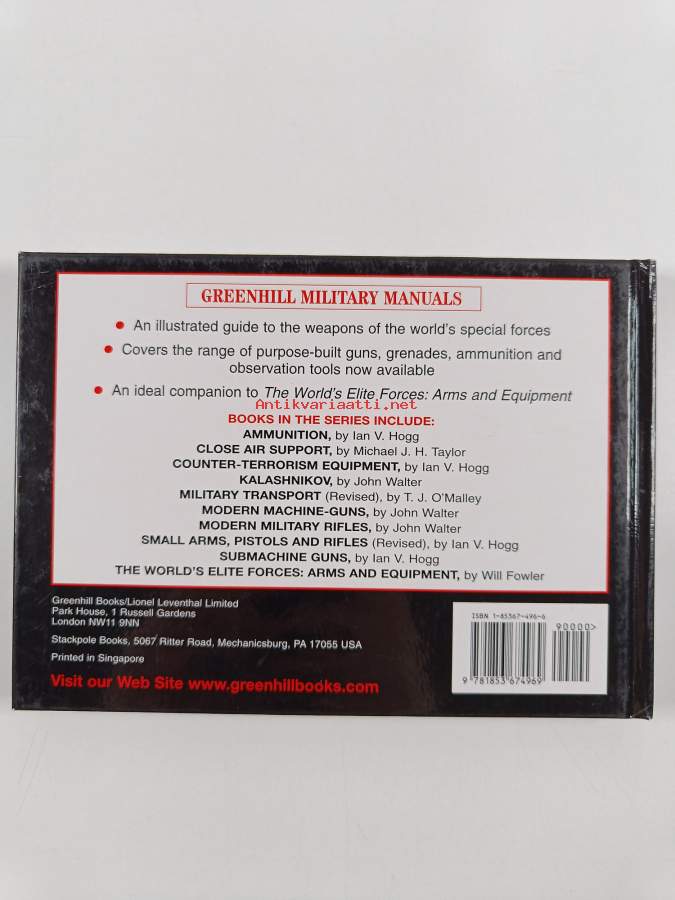 GREENHILL MILITARY MANUALS
• An illustrated guide to the weapons of the world's special forces
• Covers the range of purpose-built guns, grenades, ammunition and
observation tools now available
• An ideal companion to The World's Elite Forces: Arms and Equipment
Antikvariaatti.net
BOOKS IN THE SERIES INCLUDE:
AMMUNITION, by Ian V. Hogg
CLOSE AIR SUPPORT, by Michael J. H. Taylor
COUNTER-TERRORISM EQUIPMENT, by Ian V. Hogg
KALASHNIKOV, by John Walter
MILITARY TRANSPORT (Revised), by T. J. O'Malley
MODERN MACHINE-GUNS, by John Walter
MODERN MILITARY RIFLES, by John Walter
SMALL ARMS, PISTOLS AND RIFLES (Revised), by Ian V. Hogg
SUBMACHINE GUNS, by Ian V. Hogg
THE WORLD'S ELITE FORCES: ARMS AND EQUIPMENT, by Will Fowler
Greenhill Books/Lionel Leventhal Limited
Park House, 1 Russell Gardens
London NW11 9NN
Stackpole Books, 5067 Ritter Road, Mechanicsburg, PA 17055 USA
Printed in Singapore
Visit our Web Site www.greenhillbooks.com
ISBN 1-85367-496-6
90000>
9 781853 674969